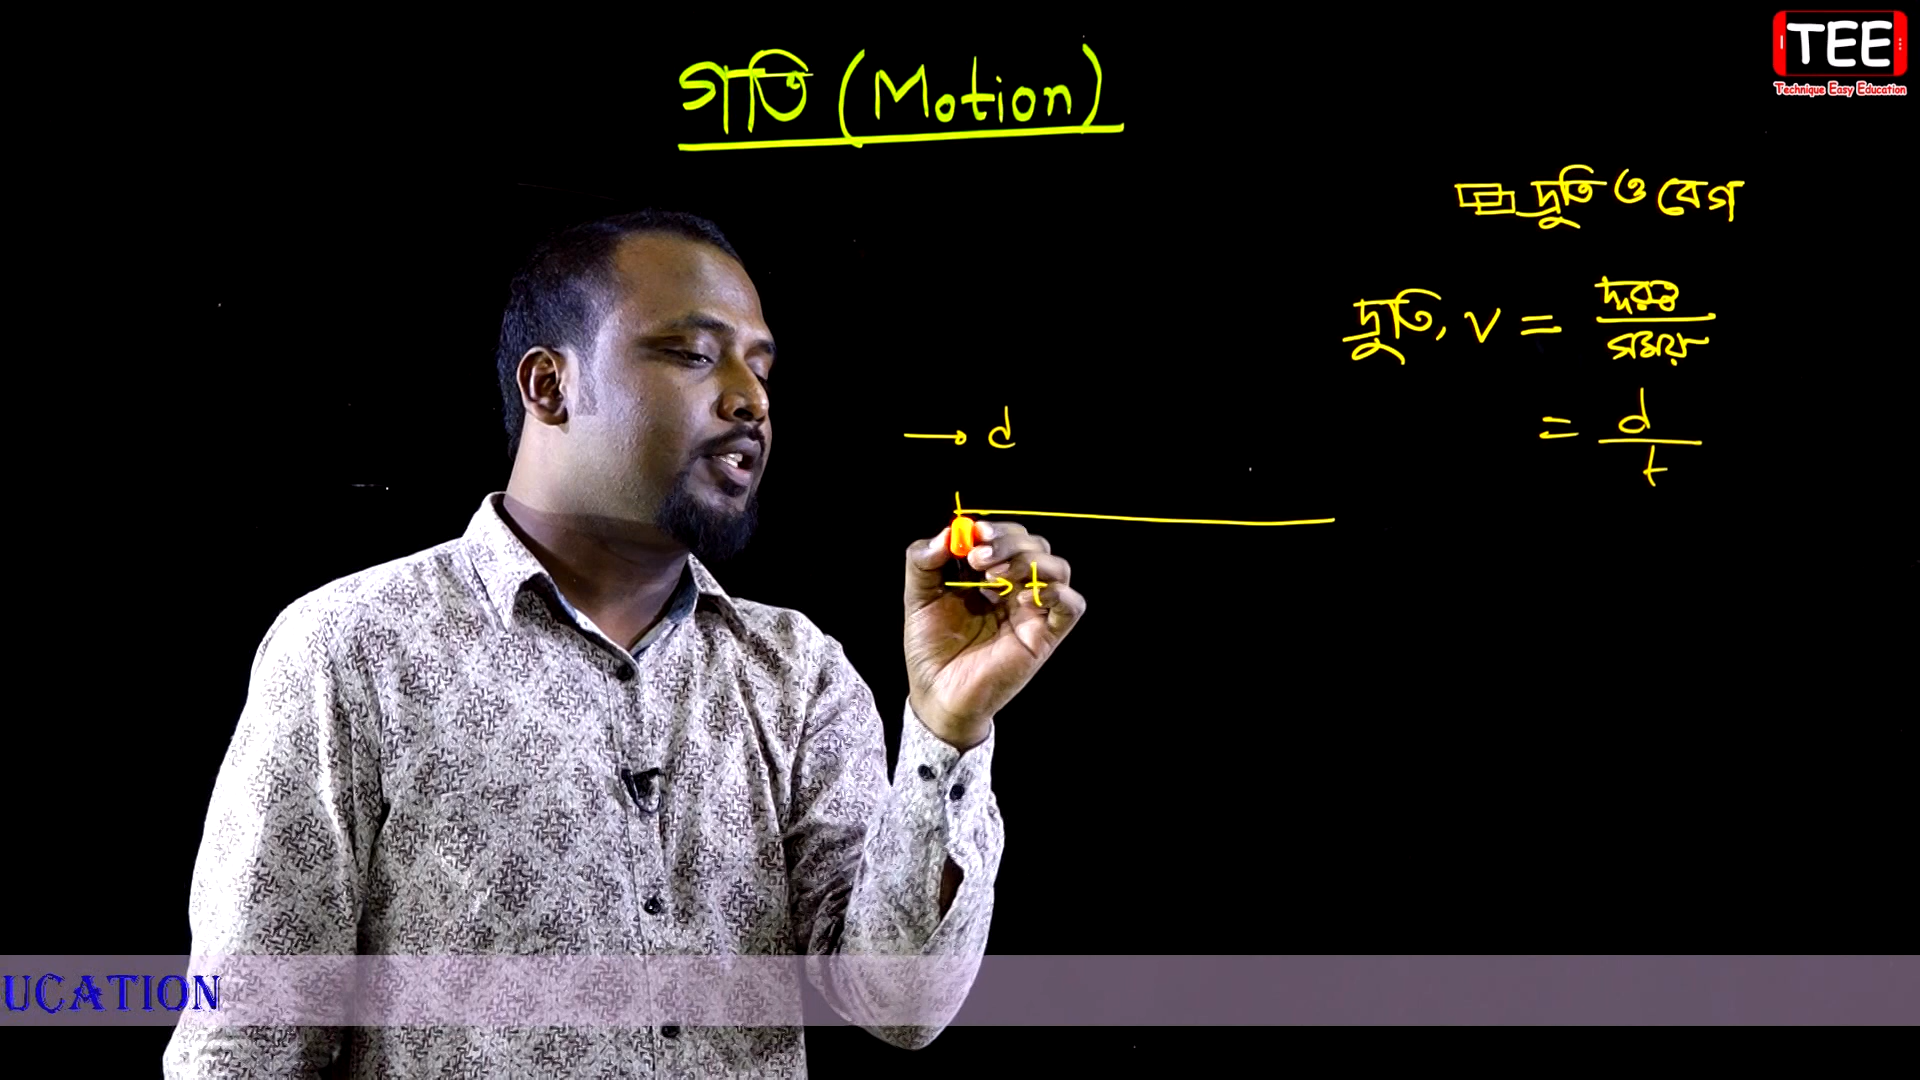 গতি (Motion)
TEE
Technique Easy Education
দ্রুতি ও বেগ
দ্রুতি, v = দূরত্ব / সময়
= d / t
→ d
→ t
UCATION